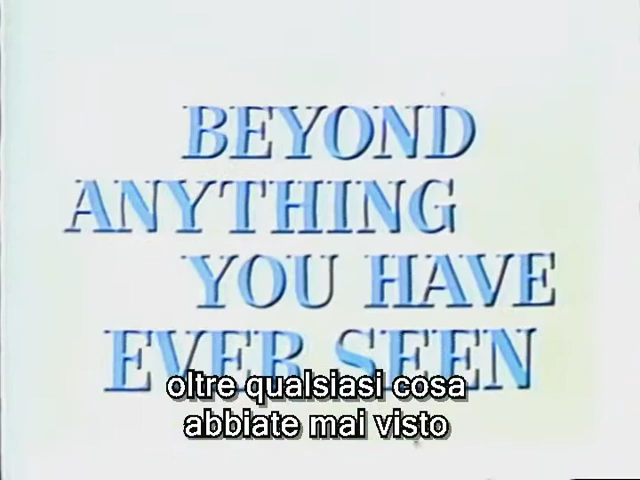 BEYOND
ANYTHING
YOU HAVE
EVER SEEN
oltre qualsiasi cosa
abbiate mai visto